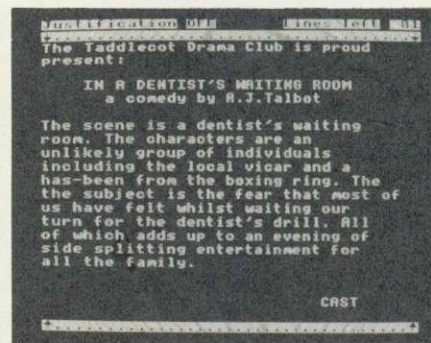 Justification Off Lines left 81
The Taddlecot Drama Club is proud
present:
IN A DENTIST'S WAITING ROOM
a comedy by A.J.Talbot
The scene is a dentist's waiting
room. The characters are an
unlikely group of individuals
including the local vicar and a
has-been from the boxing ring. The
the subject is the fear that most of
us have felt whilst waiting our
turn for the dentist's drill. All
of which adds up to an evening of
side splitting entertainment for
all the family.
CAST